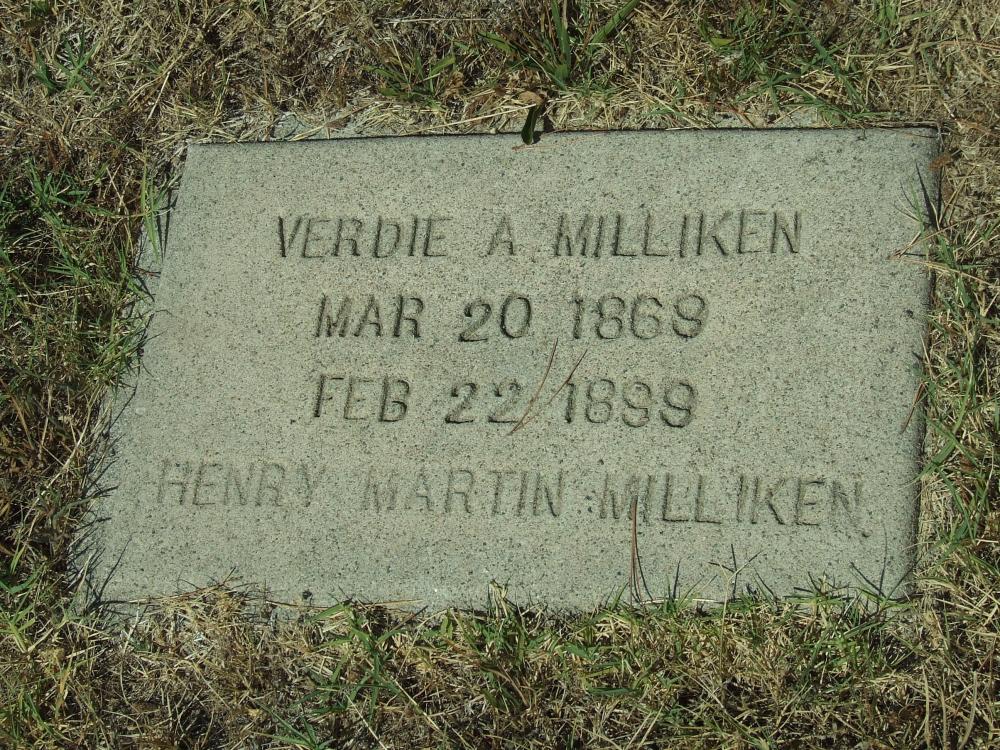 VERDIE A. MILLIKEN
MAR. 20 1869
FEB 22 1899
HENRY MARTIN MILLIKEN